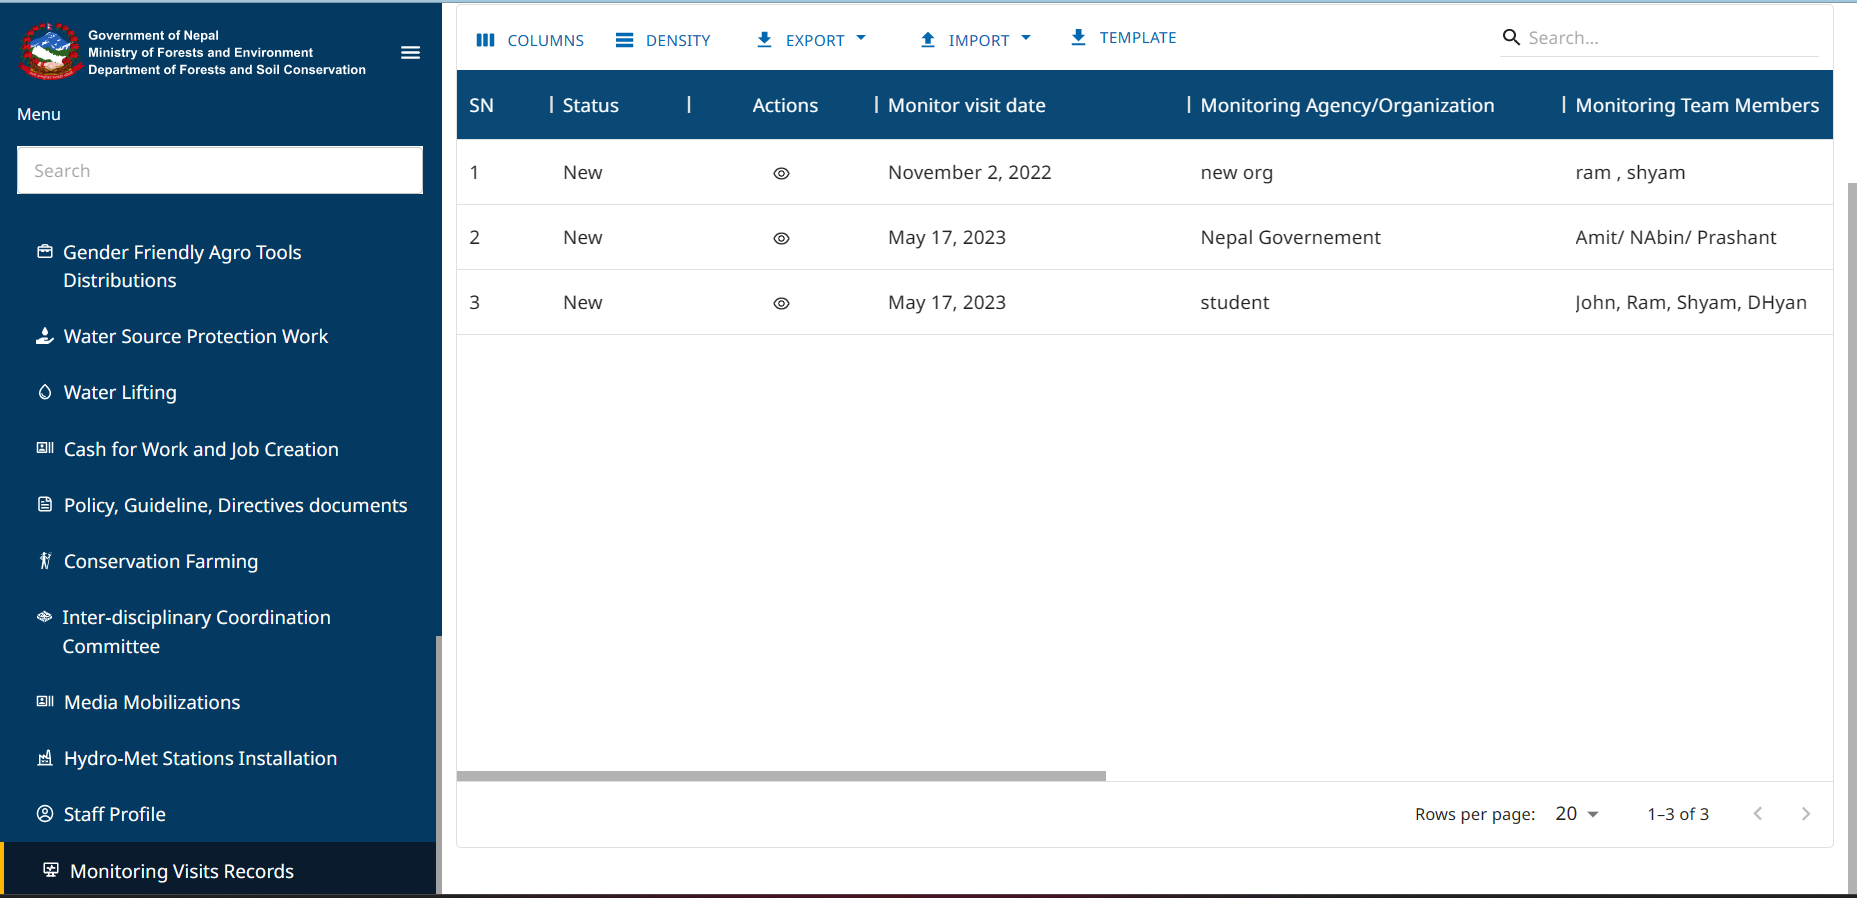 Government of Nepal
Ministry of Forests and Environment
Department of Forests and Soil Conservation
Menu
Search
Gender Friendly Agro Tools
Distributions
Water Source Protection Work
Water Lifting
Cash for Work and Job Creation
Policy, Guideline, Directives documents
Conservation Farming
Inter-disciplinary Coordination
Committee
Media Mobilizations
Hydro-Met Stations Installation
Staff Profile
Monitoring Visits Records
COLUMNS DENSITY EXPORT IMPORT TEMPLATE Search...
SN Status Actions Monitor visit date Monitoring Agency/Organization Monitoring Team Members
1 New November 2, 2022 new org ram , shyam
2 New May 17, 2023 Nepal Governement Amit/ NAbin/ Prashant
3 New May 17, 2023 student John, Ram, Shyam, DHyan
Rows per page: 20 1–3 of 3